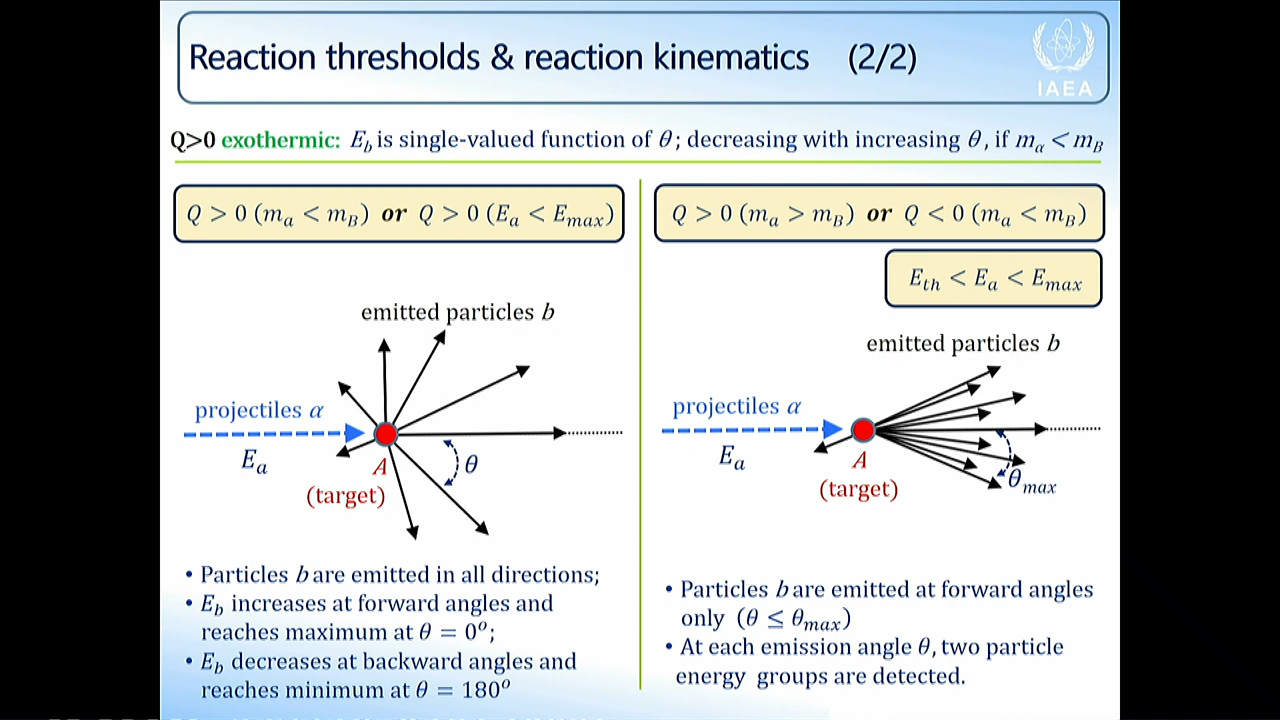 Reaction thresholds & reaction kinematics (2/2)
IAEA
Q>0 exothermic: E_b is single-valued function of θ; decreasing with increasing θ, if m_α < m_B
Q > 0 (m_a < m_B) or Q > 0 (E_a < E_max)
emitted particles b
projectiles α
E_a
A
(target)
θ
• Particles b are emitted in all directions;
• E_b increases at forward angles and
reaches maximum at θ = 0°;
• E_b decreases at backward angles and
reaches minimum at θ = 180°
Q > 0 (m_a > m_B) or Q < 0 (m_a < m_B)
E_th < E_a < E_max
emitted particles b
projectiles α
E_a
A
(target)
θ_max
• Particles b are emitted at forward angles
only (θ ≤ θ_max)
• At each emission angle θ, two particle
energy groups are detected.